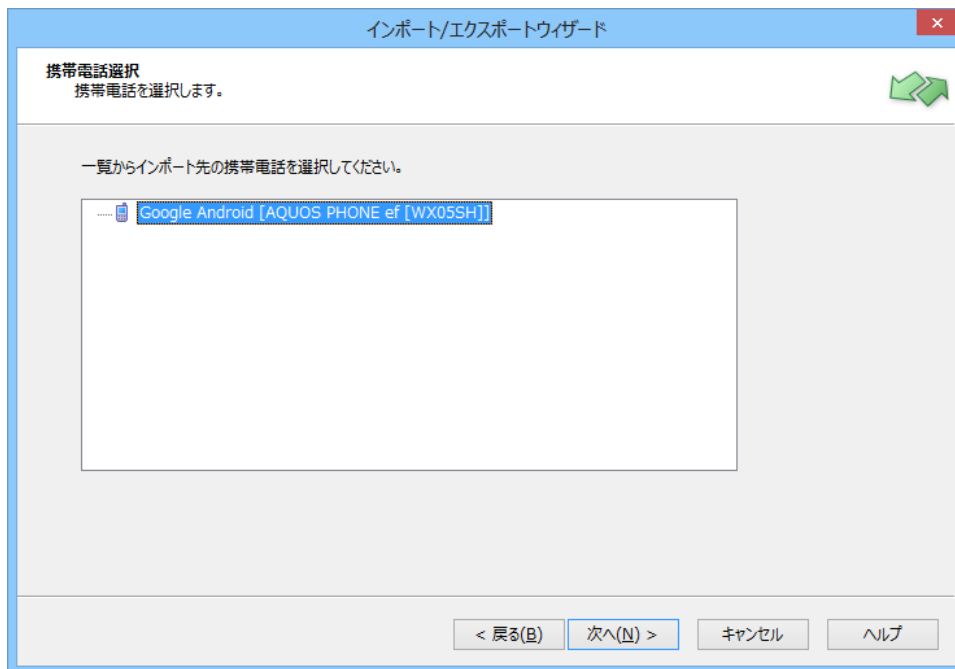 インポート/エクスポートウィザード
携帯電話選択
携帯電話を選択します。
一覧からインポート先の携帯電話を選択してください。
Google Android [AQUOS PHONE ef [WX05SH]]
< 戻る(B)
次へ(N) >
キャンセル
ヘルプ